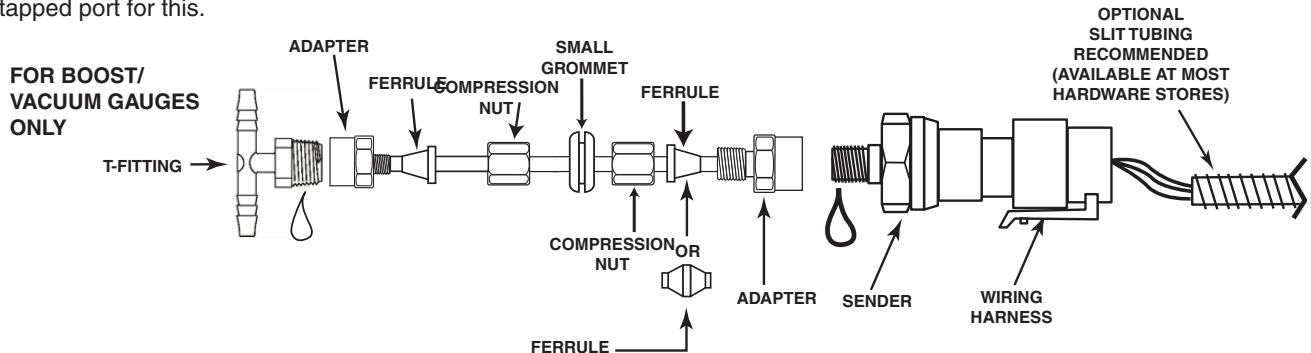 tapped port for this.
FOR BOOST/
VACUUM GAUGES
ONLY
T-FITTING
ADAPTER
FERRULE
COMPRESSION
NUT
SMALL
GROMMET
FERRULE
COMPRESSION
NUT
OR
FERRULE
ADAPTER
SENDER
WIRING
HARNESS
OPTIONAL
SLIT TUBING
RECOMMENDED
(AVAILABLE AT MOST
HARDWARE STORES)